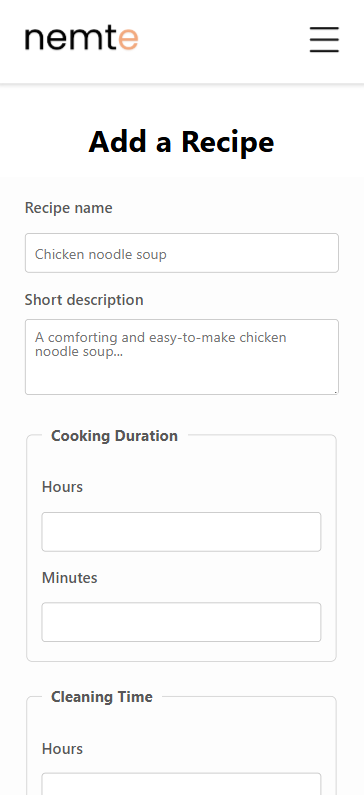 nemte
Add a Recipe
Recipe name
Chicken noodle soup
Short description
A comforting and easy-to-make chicken
noodle soup...
Cooking Duration
Hours
Minutes
Cleaning Time
Hours